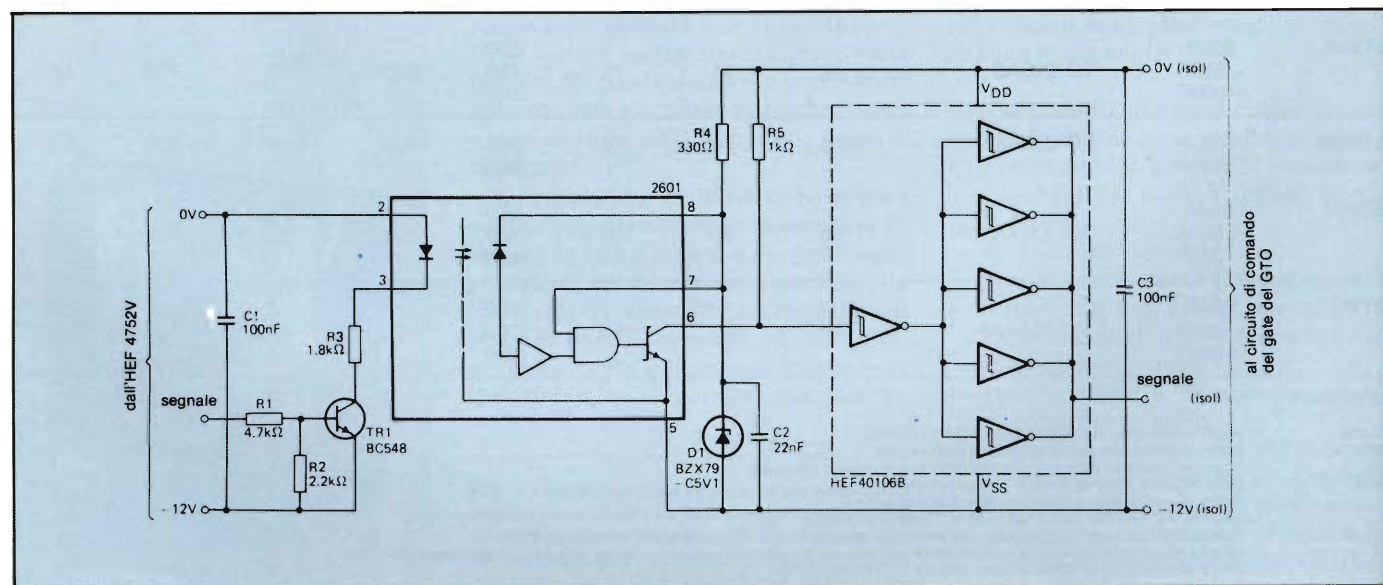 dall'HEF 4752V
0V
C1
100nF
segnale
R1
4.7kΩ
R2
2.2kΩ
-12V
R3
1.8kΩ
TR1
BC548
2601
2
3
8
7
6
5
R4
330Ω
R5
1kΩ
D1
BZX79
-C5V1
C2
22nF
VDD
HEF40106B
VSS
C3
100nF
0V (isol)
segnale
(isol)
-12V (isol)
al circuito di comando
del gate del GTO